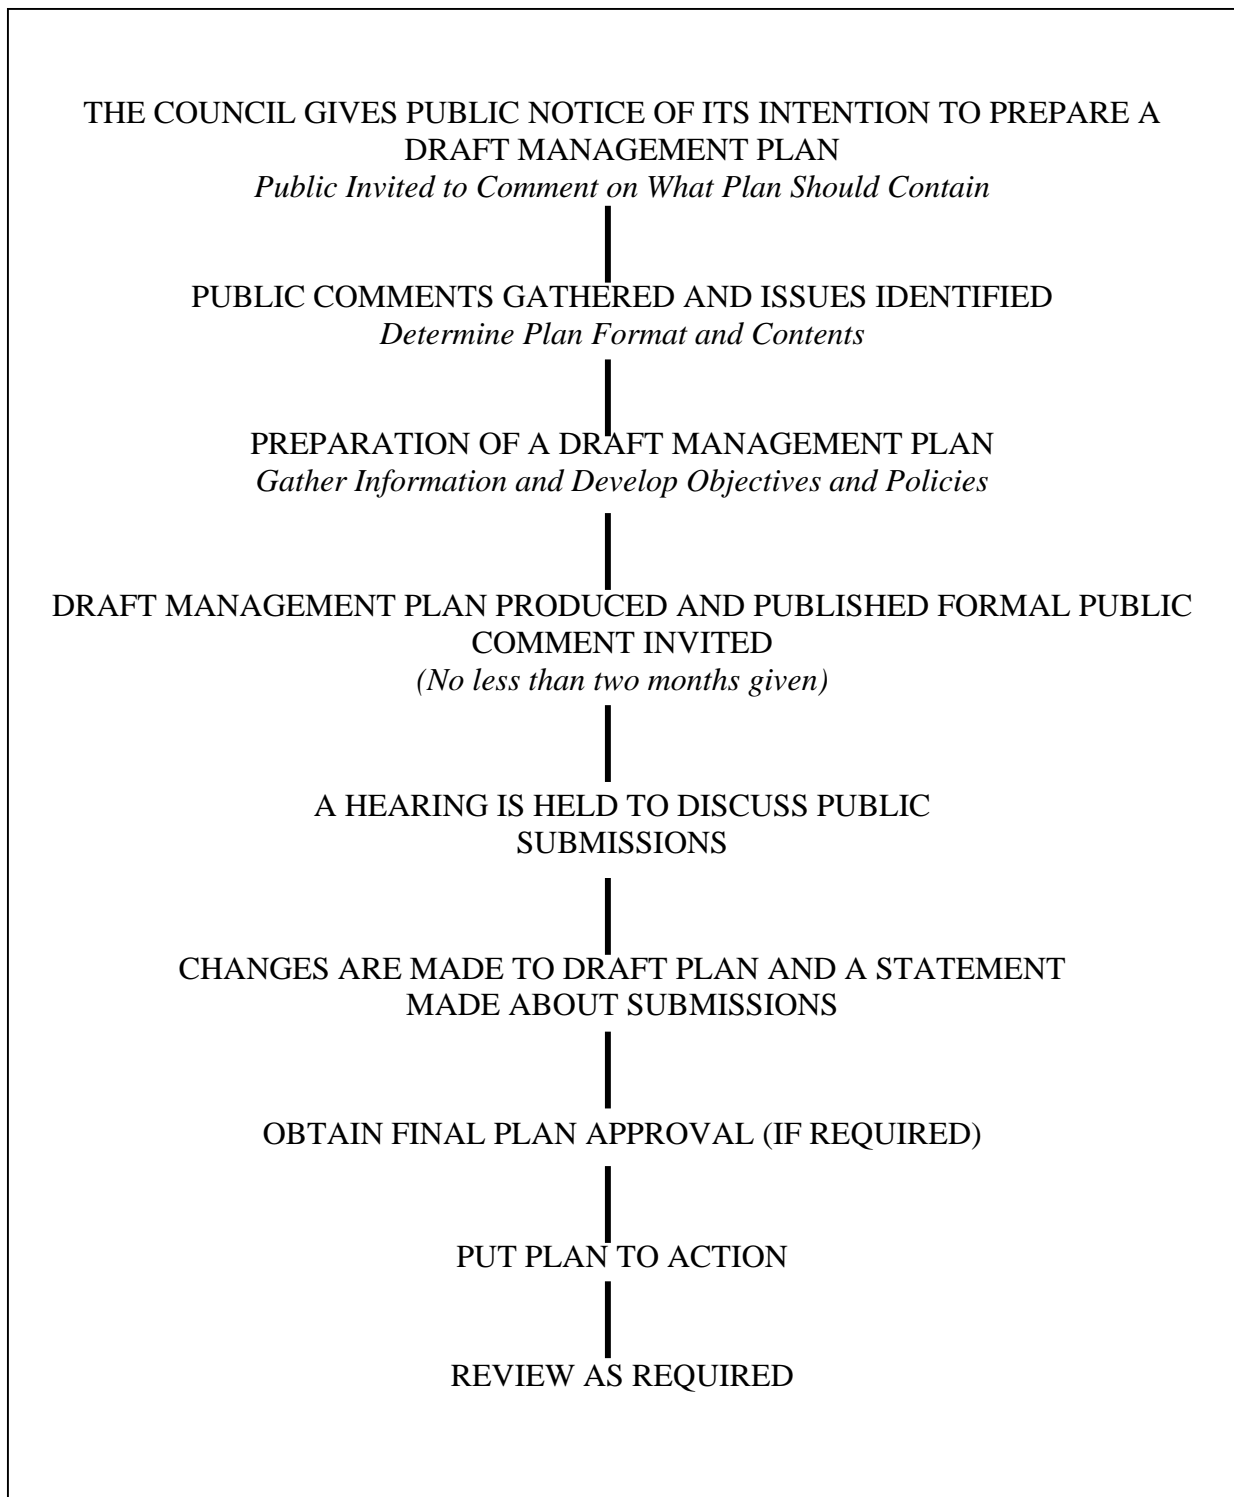 THE COUNCIL GIVES PUBLIC NOTICE OF ITS INTENTION TO PREPARE A
DRAFT MANAGEMENT PLAN
Public Invited to Comment on What Plan Should Contain
PUBLIC COMMENTS GATHERED AND ISSUES IDENTIFIED
Determine Plan Format and Contents
PREPARATION OF A DRAFT MANAGEMENT PLAN
Gather Information and Develop Objectives and Policies
DRAFT MANAGEMENT PLAN PRODUCED AND PUBLISHED FORMAL PUBLIC
COMMENT INVITED
(No less than two months given)
A HEARING IS HELD TO DISCUSS PUBLIC
SUBMISSIONS
CHANGES ARE MADE TO DRAFT PLAN AND A STATEMENT
MADE ABOUT SUBMISSIONS
OBTAIN FINAL PLAN APPROVAL (IF REQUIRED)
PUT PLAN TO ACTION
REVIEW AS REQUIRED